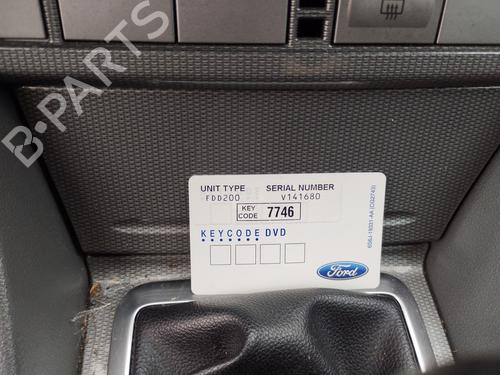 B-PARTS
UNIT TYPE SERIAL NUMBER
FDD200 V141680
KEY CODE 7746
KEYCODE DVD
Ford